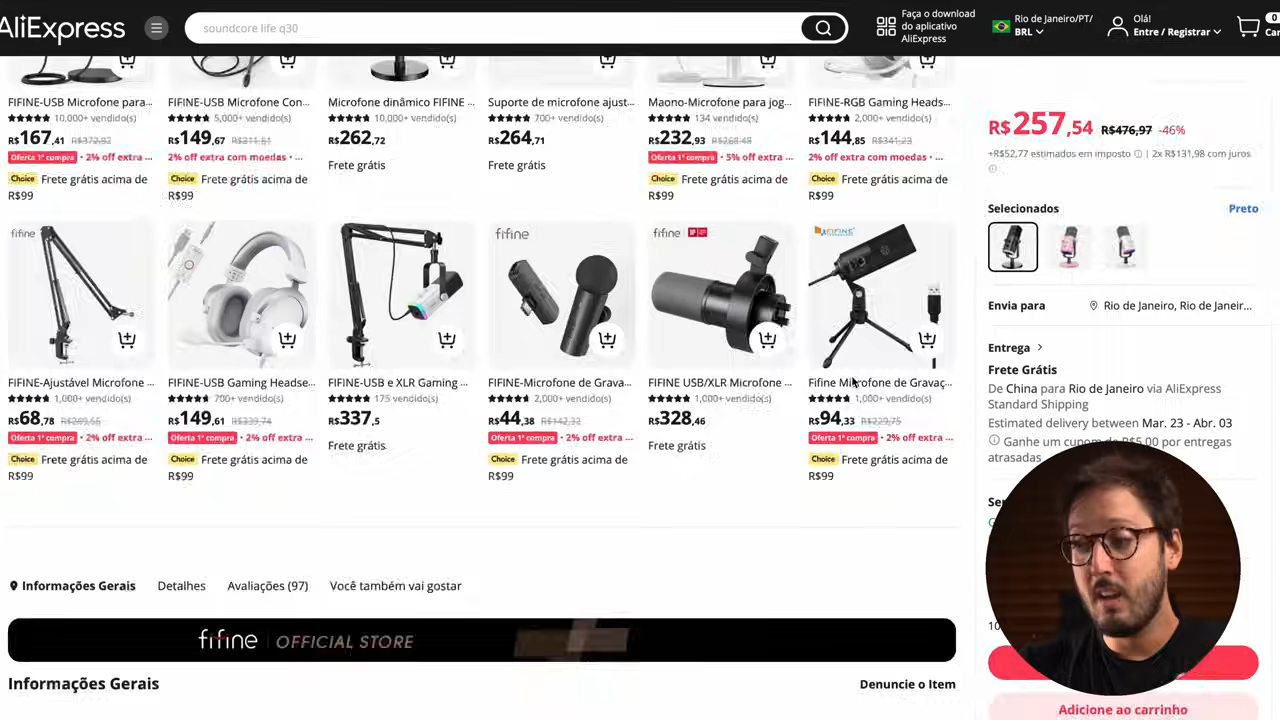 AliExpress
soundcore life q30
Faça o download
do aplicativo
AliExpress
Rio de Janeiro/PT/
BRL
Olá!
Entre / Registrar
0
Car
FIFINE-USB Microfone para...
10,000+ vendido(s)
R$167,41 R$372,02
Oferta 1ª compra · 2% off extra ...
Choice Frete grátis acima de
R$99
FIFINE-USB Microfone Con...
5,000+ vendido(s)
R$149,67 R$311,51
2% off extra com moedas · ...
Choice Frete grátis acima de
R$99
Microfone dinâmico FIFINE ...
10,000+ vendido(s)
R$262,72
Frete grátis
Suporte de microfone ajust...
700+ vendido(s)
R$264,71
Frete grátis
Maono-Microfone para jog...
134 vendido(s)
R$232,93 R$268,48
Oferta 1ª compra · 5% off extra ...
Choice Frete grátis acima de
R$99
FIFINE-RGB Gaming Heads...
2,000+ vendido(s)
R$144,85 R$341,23
2% off extra com moedas · ...
Choice Frete grátis acima de
R$99
fifine
FIFINE-Ajustável Microfone ...
1,000+ vendido(s)
R$68,78
Oferta 1ª compra · 2% off extra ...
Choice Frete grátis acima de
R$99
FIFINE-USB Gaming Headse...
700+ vendido(s)
R$149,61 R$339,74
Oferta 1ª compra · 2% off extra ...
Choice Frete grátis acima de
R$99
FIFINE-USB e XLR Gaming ...
175 vendido(s)
R$337,5
Frete grátis
fifine
FIFINE-Microfone de Grava...
2,000+ vendido(s)
R$44,38 R$142,32
Oferta 1ª compra · 2% off extra ...
Choice Frete grátis acima de
R$99
fifine
FIFINE USB/XLR Microfone ...
1,000+ vendido(s)
R$328,46
Frete grátis
FIFINE
Fifine Microfone de Gravaç...
1,000+ vendido(s)
R$94,33 R$229,75
Oferta 1ª compra · 2% off extra ...
Choice Frete grátis acima de
R$99
R$257,54 R$476,97 -46%
+R$52,77 estimados em imposto | 2x R$131,98 com juros
Selecionados Preto
Envia para Rio de Janeiro, Rio de Janeir...
Entrega
Frete Grátis
De China para Rio de Janeiro via AliExpress
Standard Shipping
Estimated delivery between Mar. 23 - Abr. 03
Ganhe um cupom de R$5,00 por entregas
atrasadas
Ser
10
Adicione ao carrinho
Informações Gerais Detalhes Avaliações (97) Você também vai gostar
fifine OFFICIAL STORE
Informações Gerais Denuncie o Item